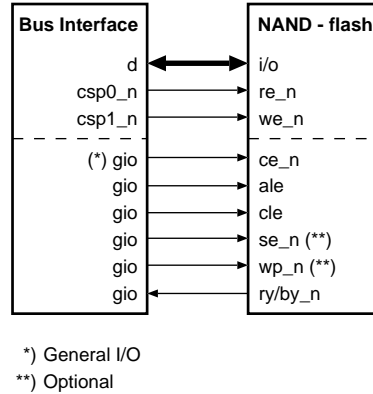 Bus Interface NAND - flash
d i/o
csp0_n re_n
csp1_n we_n
(*) gio ce_n
gio ale
gio cle
gio se_n (**)
gio wp_n (**)
gio ry/by_n
*) General I/O
**) Optional